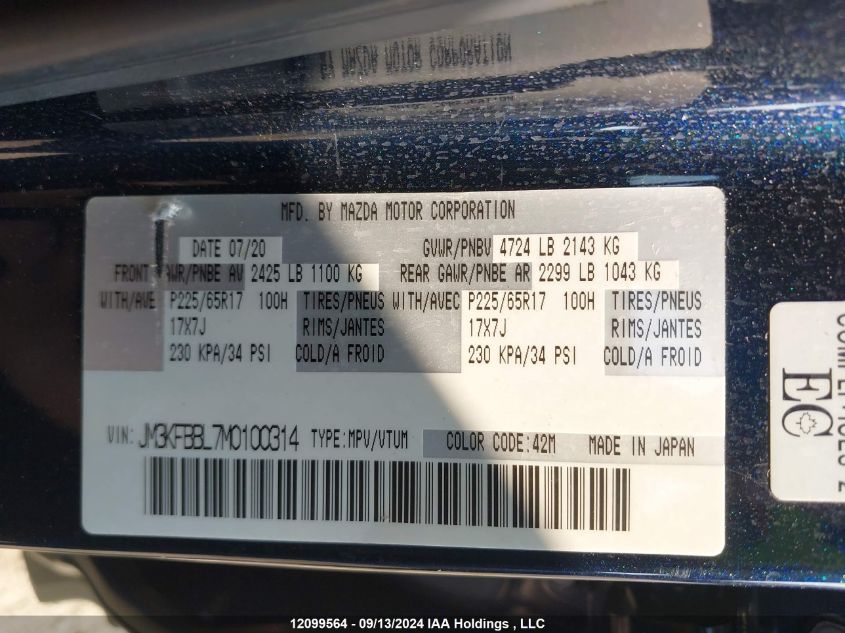 MFD. BY MAZDA MOTOR CORPORATION
DATE 07/20 GVWR/PNBV 4724 LB 2143 KG
FRONT GAWR/PNBE AV 2425 LB 1100 KG REAR GAWR/PNBE AR 2299 LB 1043 KG
WITH/AVEC P225/65R17 100H TIRES/PNEUS WITH/AVEC P225/65R17 100H TIRES/PNEUS
17X7J RIMS/JANTES 17X7J RIMS/JANTES
230 KPA/34 PSI COLD/A FROID 230 KPA/34 PSI COLD/A FROID
VIN: JM3KFBBL7M0100314 TYPE:MPV/VTUM COLOR CODE:42M MADE IN JAPAN
EC
12099564 - 09/13/2024 IAA Holdings , LLC